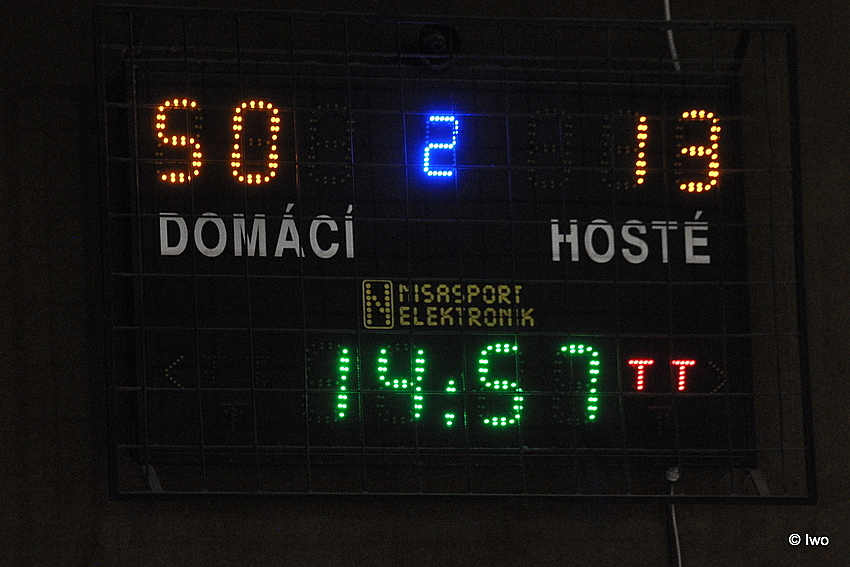 50 2 13
DOMÁCÍ HOSTÉ
N NISASPORT
ELEKTRONIK
14:57 TT
© Iwo